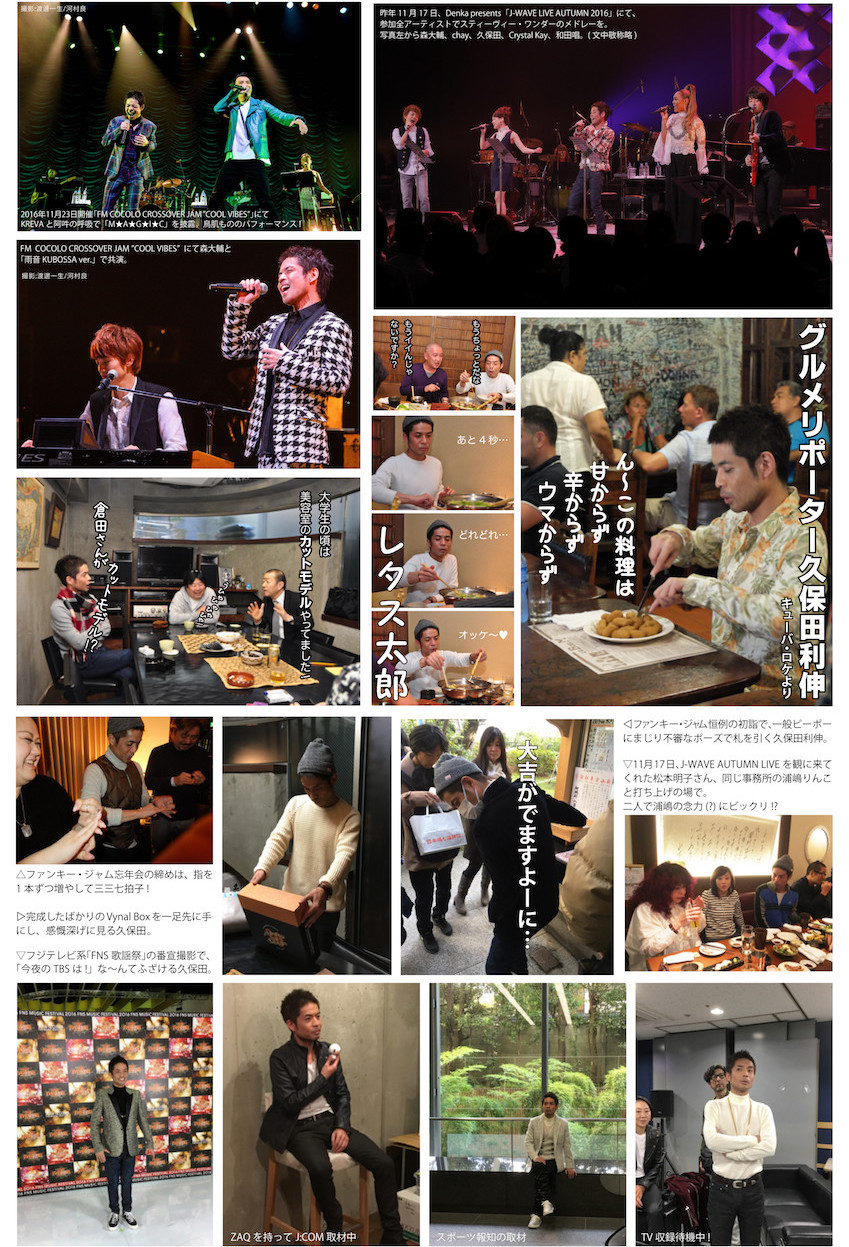 撮影:渡邉一生/河村良
2016年11月23日開催「FM COCOLO CROSSOVER JAM "COOL VIBES"」にて
KREVA と阿吽の呼吸で「M★A★G★I★C」を披露。鳥肌もののパフォーマンス！
昨年 11 月 17 日、Denka presents「J-WAVE LIVE AUTUMN 2016」にて、
参加全アーティストでスティーヴィー・ワンダーのメドレーを。
写真左から森大輔、chay、久保田、Crystal Kay、和田唱。( 文中敬称略 )
FM COCOLO CROSSOVER JAM "COOL VIBES" にて森大輔と
「雨音 KUBOSSA ver.」で共演。
撮影:渡邉一生/河村良
もうちょっとだな
もうイイんじゃ
ないですか？
あと 4 秒…
どれどれ…
オッケ〜♥
レタス太郎
グルメリポーター久保田利伸
キューバ・ロケより
ん〜この料理は
甘からず
辛からず
ウマからず
大学生の頃は
美容室のカットモデルやってました！
倉田さんが
カットモデル!?
△ファンキー・ジャム忘年会の締めは、指を
1 本ずつ増やして三三七拍子！
▷完成したばかりの Vynal Box を一足先に手
にし、感慨深げに見る久保田。
▽フジテレビ系「FNS 歌謡祭」の番宣撮影で、
「今夜の TBS は !」な〜んてふざける久保田。
大吉がでますよーに…
◁ファンキー・ジャム恒例の初詣で、一般ピーポー
にまじり不審なポーズで札を引く久保田利伸。
▽11月17日、J-WAVE AUTUMN LIVE を観に来て
くれた松本明子さん、同じ事務所の浦嶋りんこ
と打ち上げの場で。
二人で浦嶋の念力 (?) にビックリ !?
FNS MUSIC FESTIVAL 2016 FNS MUSIC FESTIVAL
ZAQ を持って J:COM 取材中
スポーツ報知の取材
TV 収録待機中！